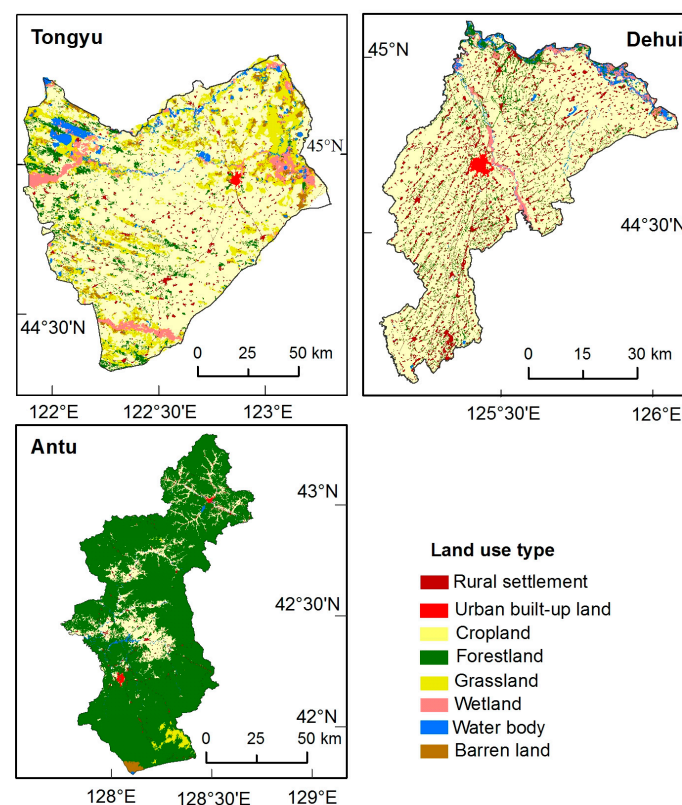 Tongyu
45°N
44°30'N
0 25 50 km
122°E 122°30'E 123°E
Dehui
45°N
44°30'N
0 15 30 km
125°30'E 126°E
Antu
43°N
42°30'N
42°N
0 25 50 km
128°E 128°30'E 129°E
Land use type
Rural settlement
Urban built-up land
Cropland
Forestland
Grassland
Wetland
Water body
Barren land